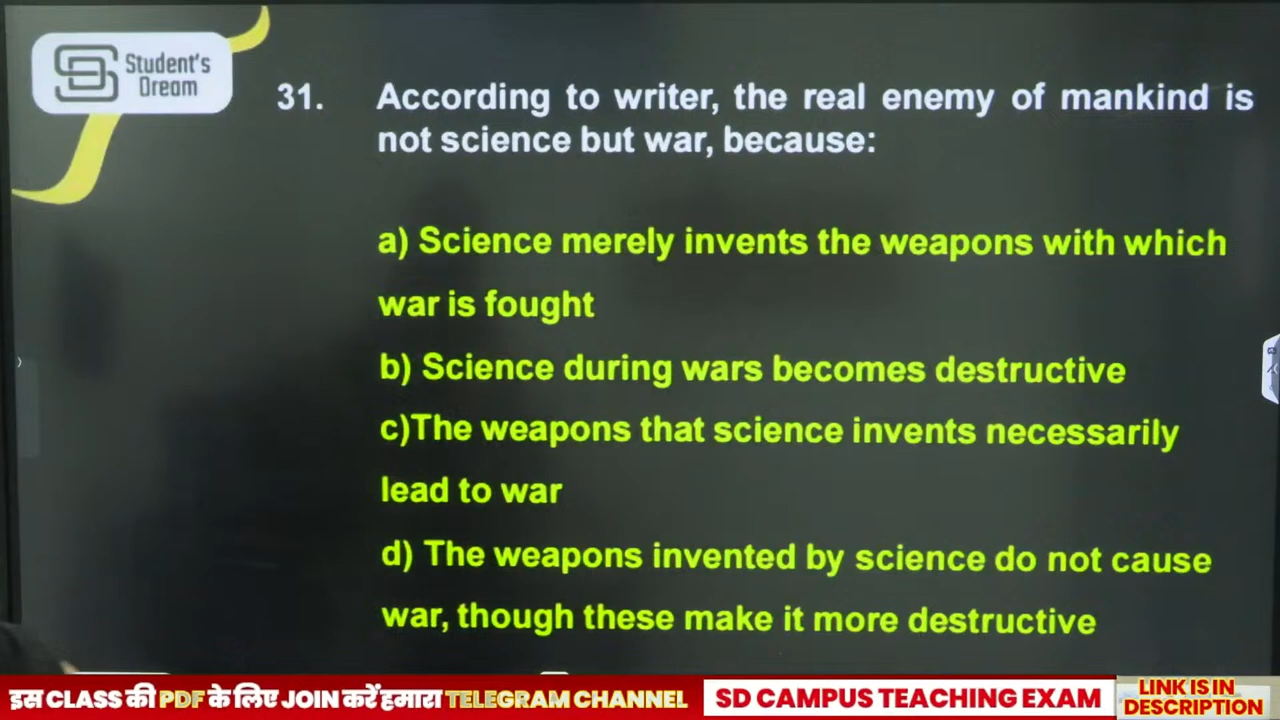 Student's
Dream
31. According to writer, the real enemy of mankind is
not science but war, because:
a) Science merely invents the weapons with which
war is fought
b) Science during wars becomes destructive
c)The weapons that science invents necessarily
lead to war
d) The weapons invented by science do not cause
war, though these make it more destructive
इस CLASS की PDF के लिए JOIN करें हमारा TELEGRAM CHANNEL
SD CAMPUS TEACHING EXAM
LINK IS IN
DESCRIPTION